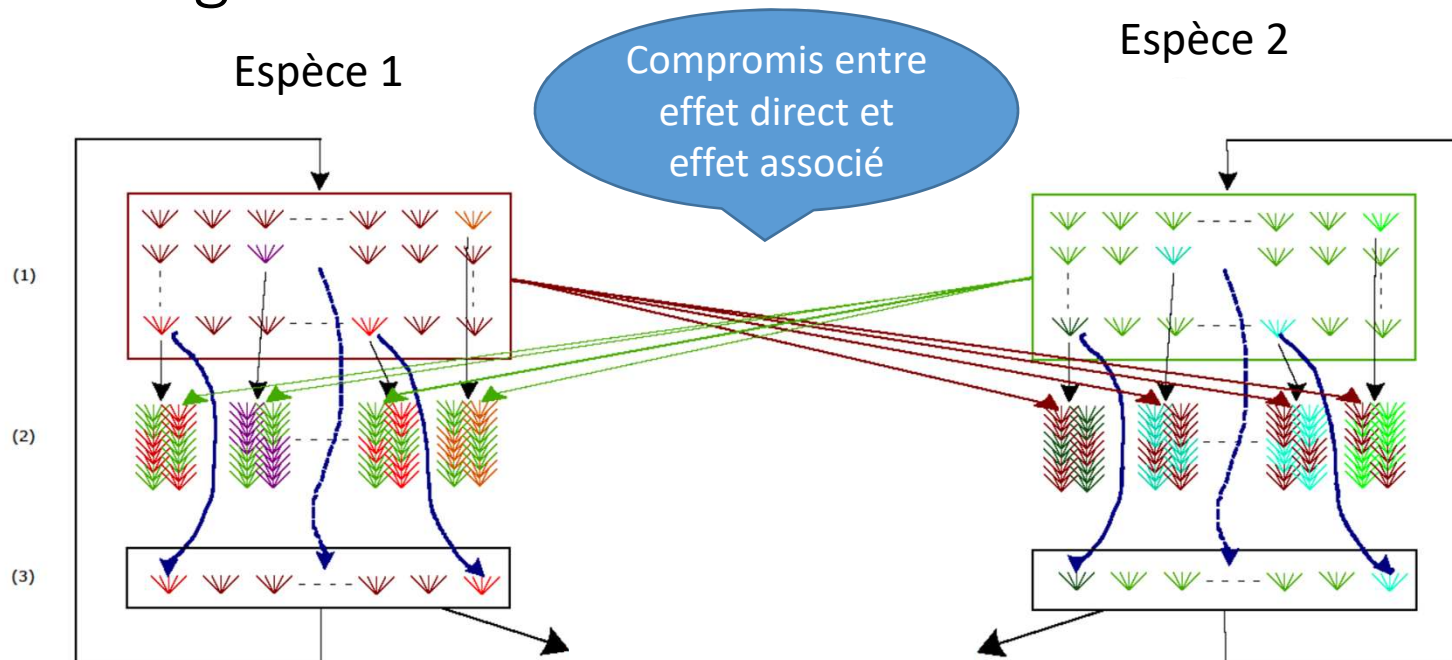 Espèce 1
Compromis entre
effet direct et
effet associé
Espèce 2
(1)
(2)
(3)